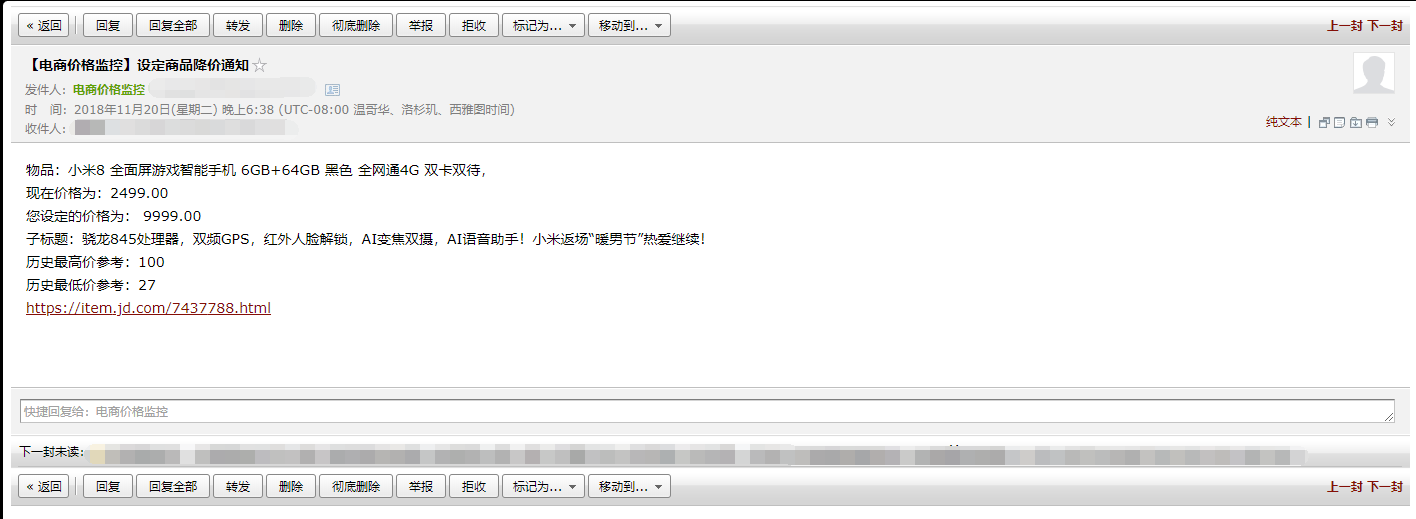 « 返回 回复 回复全部 转发 删除 彻底删除 举报 拒收 标记为... 移动到... 上一封 下一封
【电商价格监控】设定商品降价通知☆
发件人：电商价格监控
时 间：2018年11月20日(星期二) 晚上6:38 (UTC-08:00 温哥华、洛杉矶、西雅图时间)
收件人：
纯文本 |
物品：小米8 全面屏游戏智能手机 6GB+64GB 黑色 全网通4G 双卡双待，
现在价格为：2499.00
您设定的价格为： 9999.00
子标题：骁龙845处理器，双频GPS，红外人脸解锁，AI变焦双摄，AI语音助手！小米返场“暖男节”热爱继续！
历史最高价参考：100
历史最低价参考：27
https://item.jd.com/7437788.html
快捷回复给：电商价格监控
下一封未读：
« 返回 回复 回复全部 转发 删除 彻底删除 举报 拒收 标记为... 移动到... 上一封 下一封